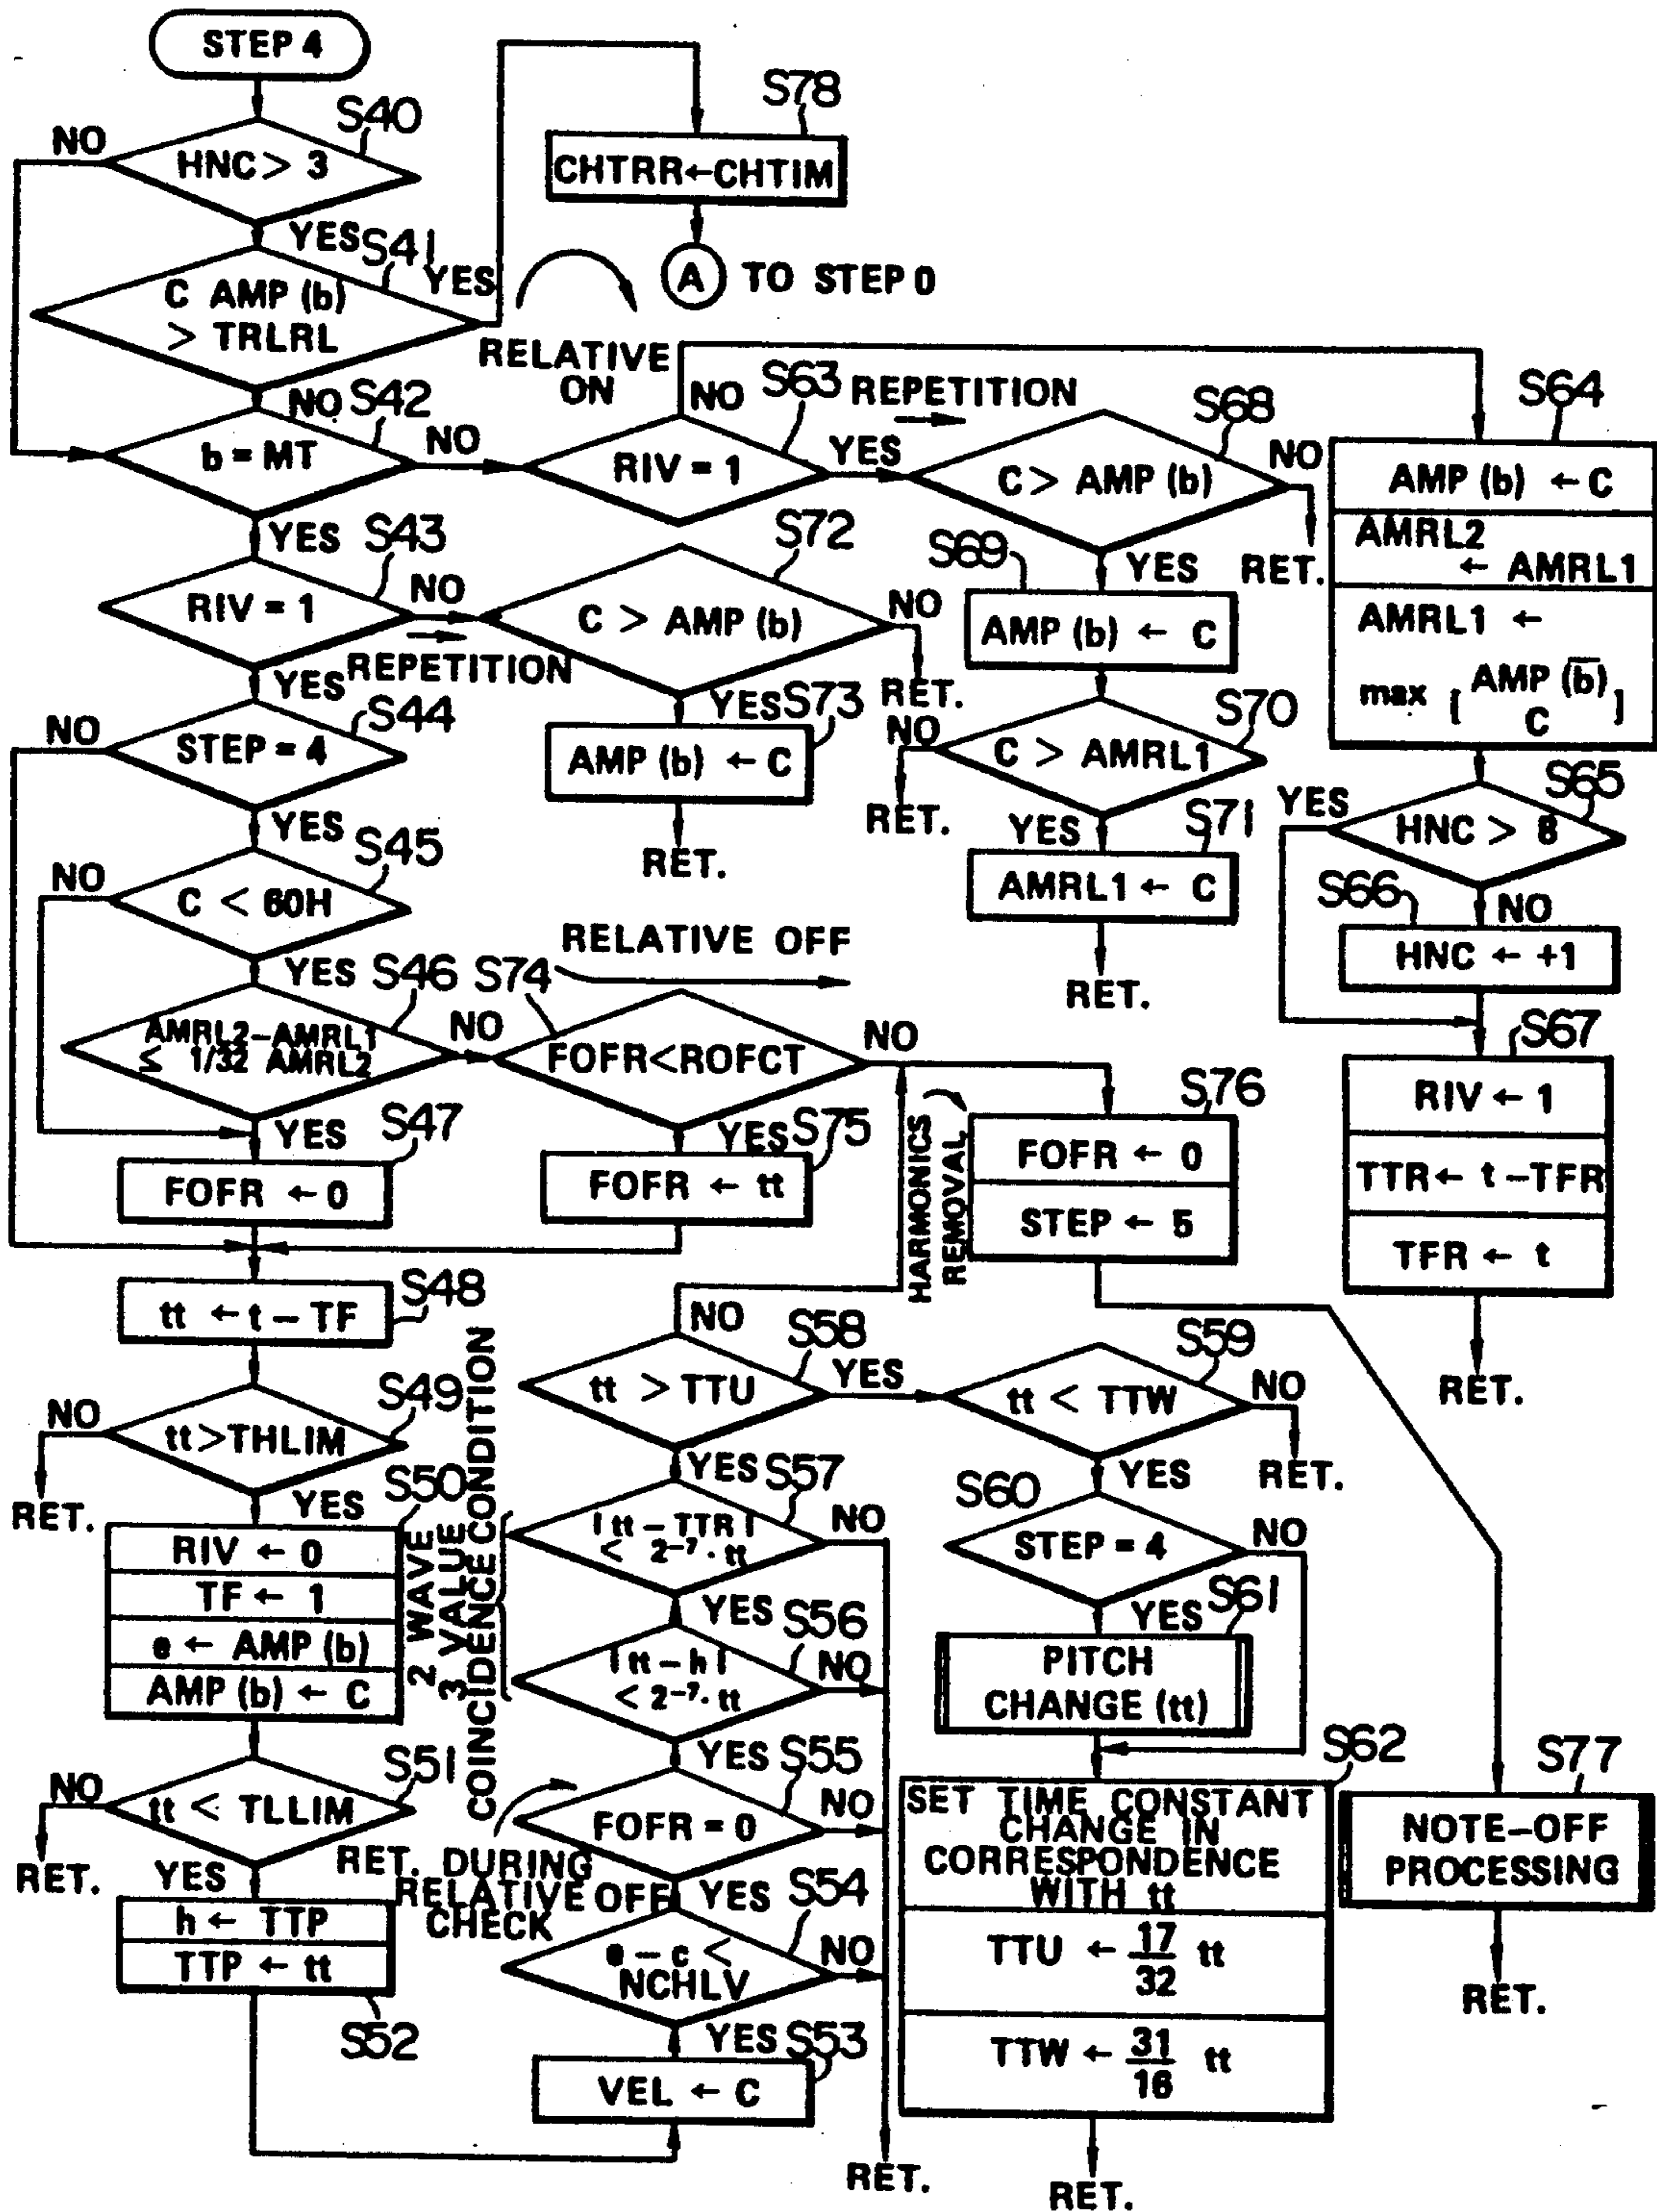 STEP 4
S40
HNC > 3
NO
YES
S41
C AMP (b)
> TRLRL
YES
NO
S78
CHTRR←CHTIM
A TO STEP 0
RELATIVE
ON
S42
b = MT
NO
YES
S63
RIV = 1
NO
YES
REPETITION
S68
C > AMP (b)
NO
RET.
YES
S69
AMP (b) ← C
S70
C > AMRL1
NO
RET.
YES
S71
AMRL1 ← C
RET.
S64
AMP (b) ← C
AMRL2
← AMRL1
AMRL1 ←
max [ AMP (b̅)
C ]
S65
HNC > 8
YES
NO
S66
HNC ← +1
S67
RIV ← 1
TTR ← t – TFR
TFR ← t
RET.
S43
RIV = 1
NO
REPETITION
YES
S72
C > AMP (b)
NO
RET.
YES
S73
AMP (b) ← C
RET.
S44
STEP = 4
NO
YES
S45
C < 60H
NO
YES
S46
AMRL2–AMRL1
≤ 1/32 AMRL2
NO
YES
S74
RELATIVE OFF
FOFR<ROFCT
NO
YES
S75
FOFR ← tt
S47
FOFR ← 0
HARMONICS
REMOVAL
S76
FOFR ← 0
STEP ← 5
S77
NOTE–OFF
PROCESSING
RET.
S48
tt ← t – TF
S49
tt>THLIM
NO
RET.
YES
S50
RIV ← 0
TF ← 1
e ← AMP (b)
AMP (b) ← C
S51
tt < TLLIM
NO
RET.
YES
S52
h ← TTP
TTP ← tt
S53
VEL ← C
YES
S54
e – c <
NCHLV
NO
YES
S55
FOFR = 0
NO
RET. DURING
RELATIVE OFF
CHECK
YES
S56
| tt – h |
< 2⁻⁷· tt
NO
YES
S57
| tt – TTR |
< 2⁻⁷· tt
NO
2 WAVE
3 VALUE
COINCIDENCE CONDITION
YES
RET.
S58
tt > TTU
NO
YES
S59
tt < TTW
NO
RET.
YES
S60
STEP = 4
NO
YES
S61
PITCH
CHANGE (tt)
S62
SET TIME CONSTANT
CHANGE IN
CORRESPONDENCE
WITH tt
TTU ← 17/32 tt
TTW ← 31/16 tt
RET.